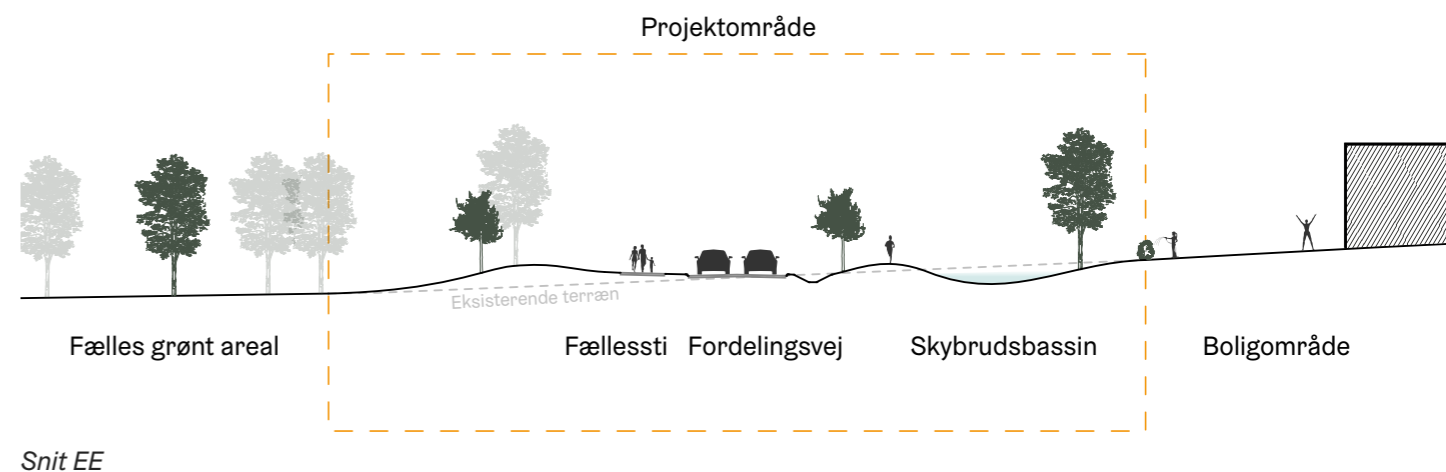 Projektområde
Eksisterende terræn
Fælles grønt areal
Fællessti
Fordelingsvej
Skybrudsbassin
Boligområde
Snit EE